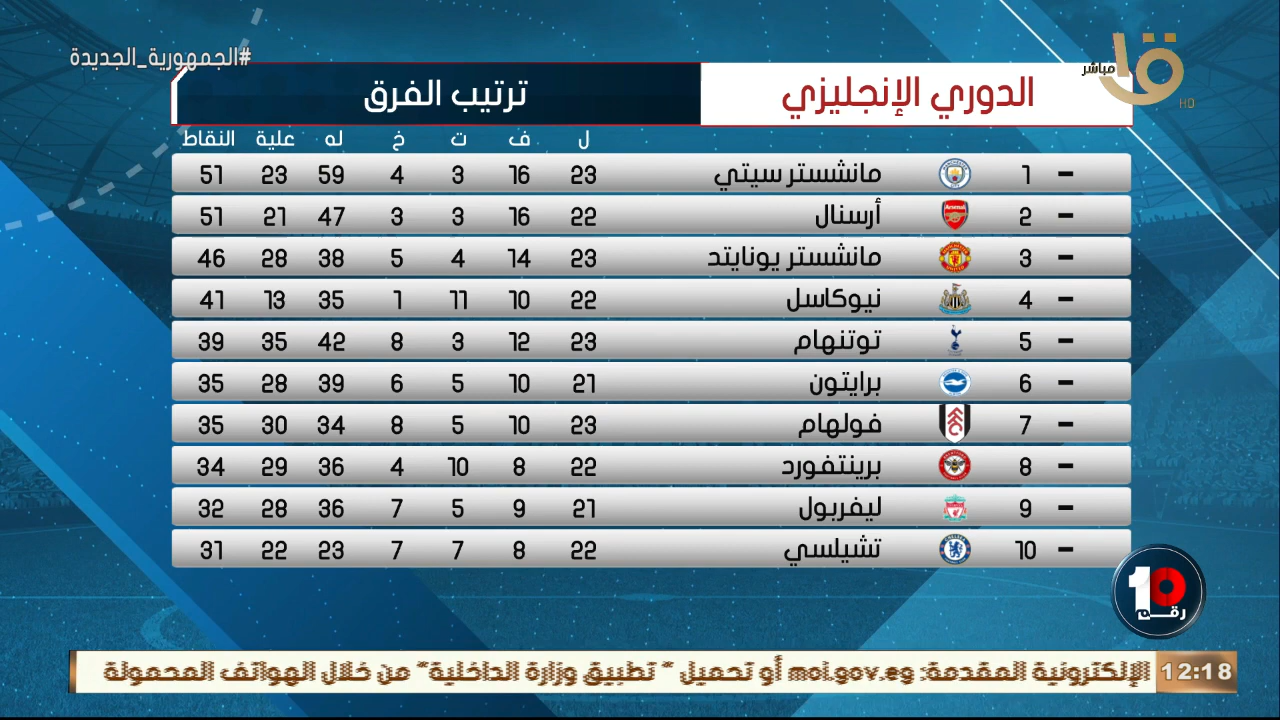 #الجمهورية_الجديدة
مباشر
HD
الدوري الإنجليزي ترتيب الفرق
ل ف ت خ له علية النقاط
- 1 مانشستر سيتي 23 16 3 4 59 23 51
- 2 أرسنال 22 16 3 3 47 21 51
- 3 مانشستر يونايتد 23 14 4 5 38 28 46
- 4 نيوكاسل 22 10 11 1 35 13 41
- 5 توتنهام 23 12 3 8 42 35 39
- 6 برايتون 21 10 5 6 39 28 35
- 7 فولهام 23 10 5 8 34 30 35
- 8 برينتفورد 22 8 10 4 36 29 34
- 9 ليفربول 21 9 5 7 36 28 32
- 10 تشيلسي 22 8 7 7 23 22 31
رقم 10
12:18 الإلكترونية المقدمة: moi.gov.eg أو تحميل " تطبيق وزارة الداخلية" من خلال الهواتف المحمولة